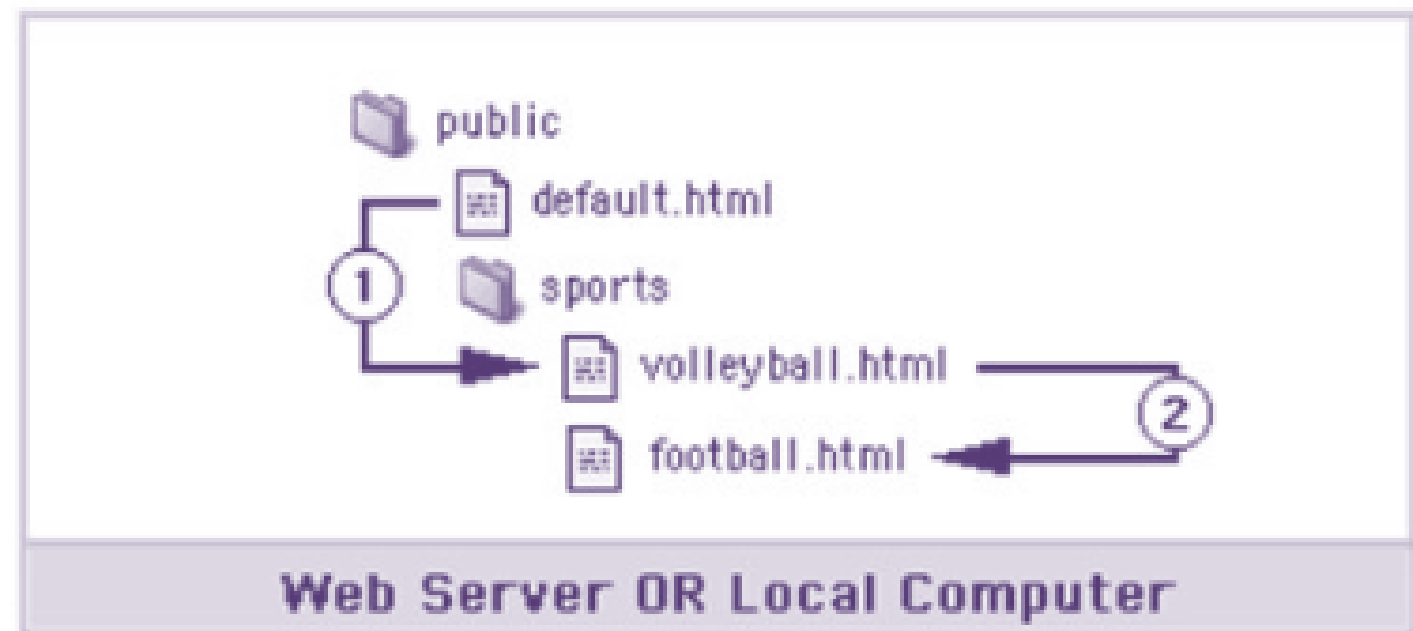 public
default.html
1
sports
volleyball.html
2
football.html
Web Server OR Local Computer